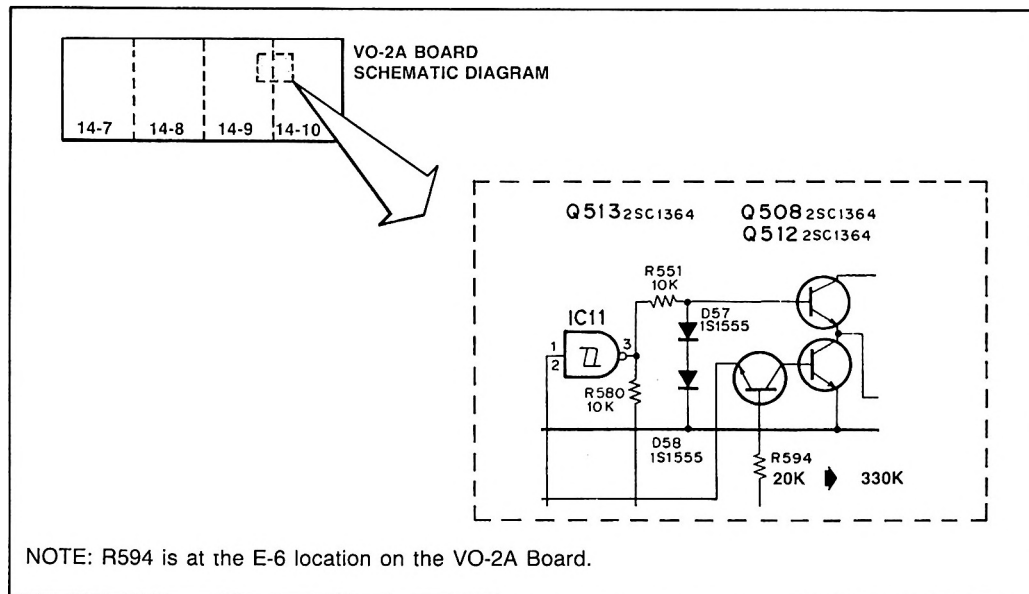 VO-2A BOARD
SCHEMATIC DIAGRAM
14-7 14-8 14-9 14-10
Q513 2SC1364
Q508 2SC1364
Q512 2SC1364
R551
10K
D57
1S1555
IC11
1
2
3
R580
10K
D58
1S1555
R594
20K 330K
NOTE: R594 is at the E-6 location on the VO-2A Board.